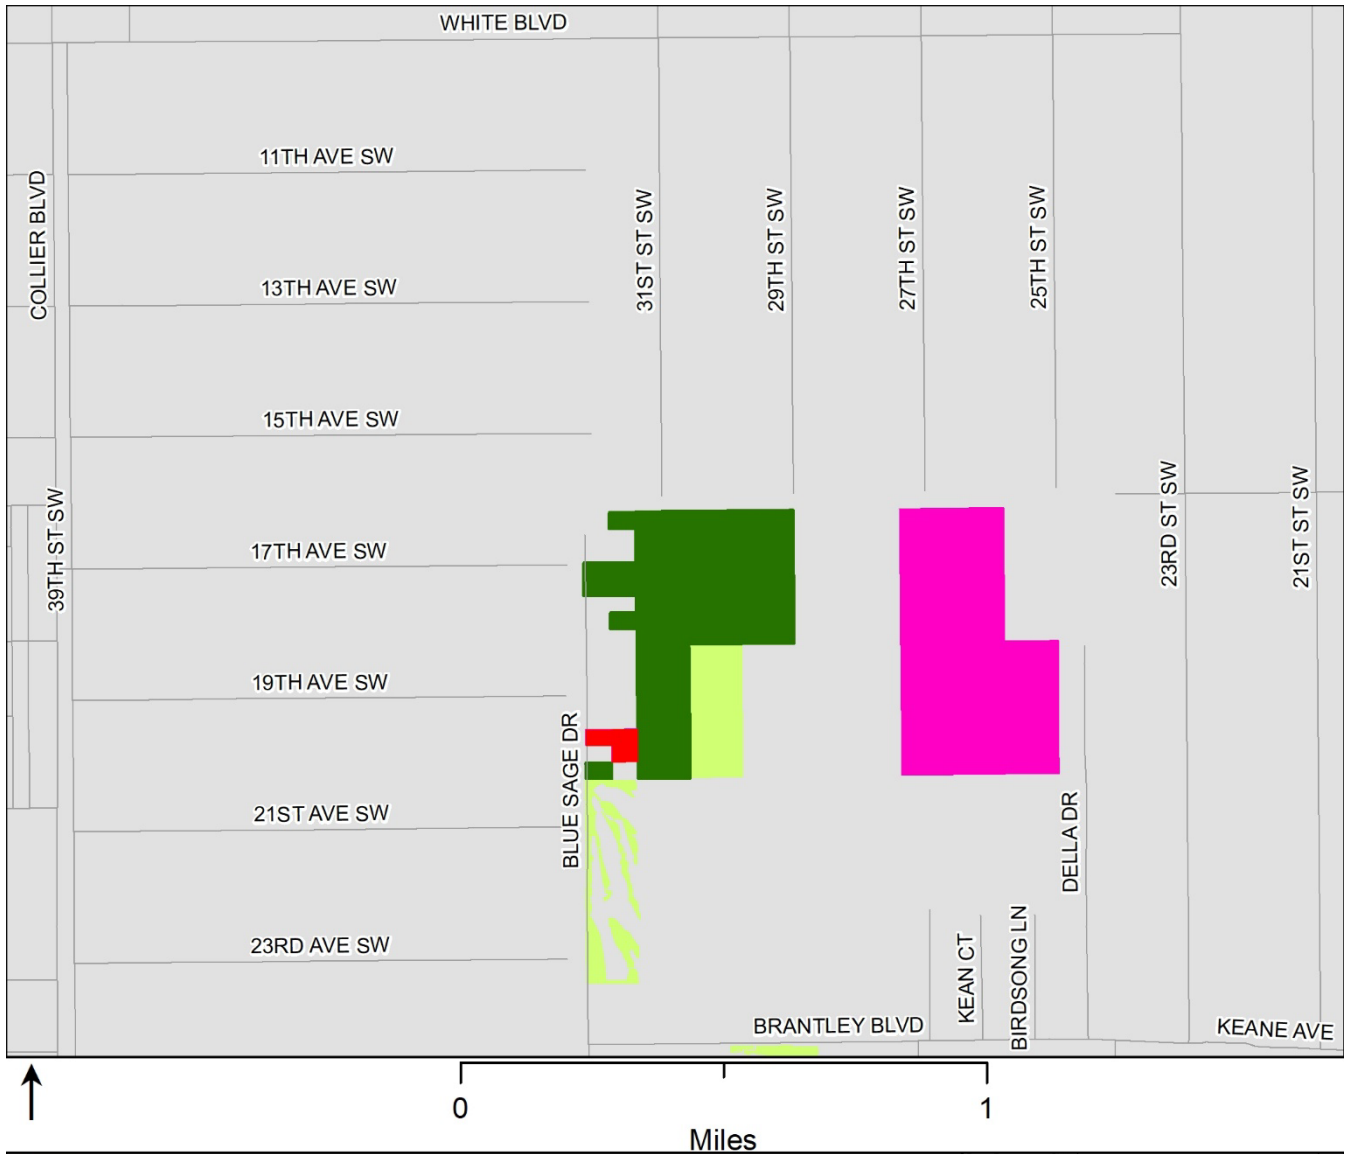 WHITE BLVD
11TH AVE SW
COLLIER BLVD
31ST ST SW
29TH ST SW
27TH ST SW
25TH ST SW
13TH AVE SW
15TH AVE SW
39TH ST SW
17TH AVE SW
23RD ST SW
21ST ST SW
19TH AVE SW
BLUE SAGE DR
21ST AVE SW
DELLA DR
23RD AVE SW
KEAN CT
BIRDSONG LN
BRANTLEY BLVD
KEANE AVE
0
1
Miles